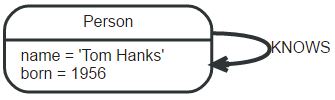 Person
name = 'Tom Hanks'
born = 1956
KNOWS